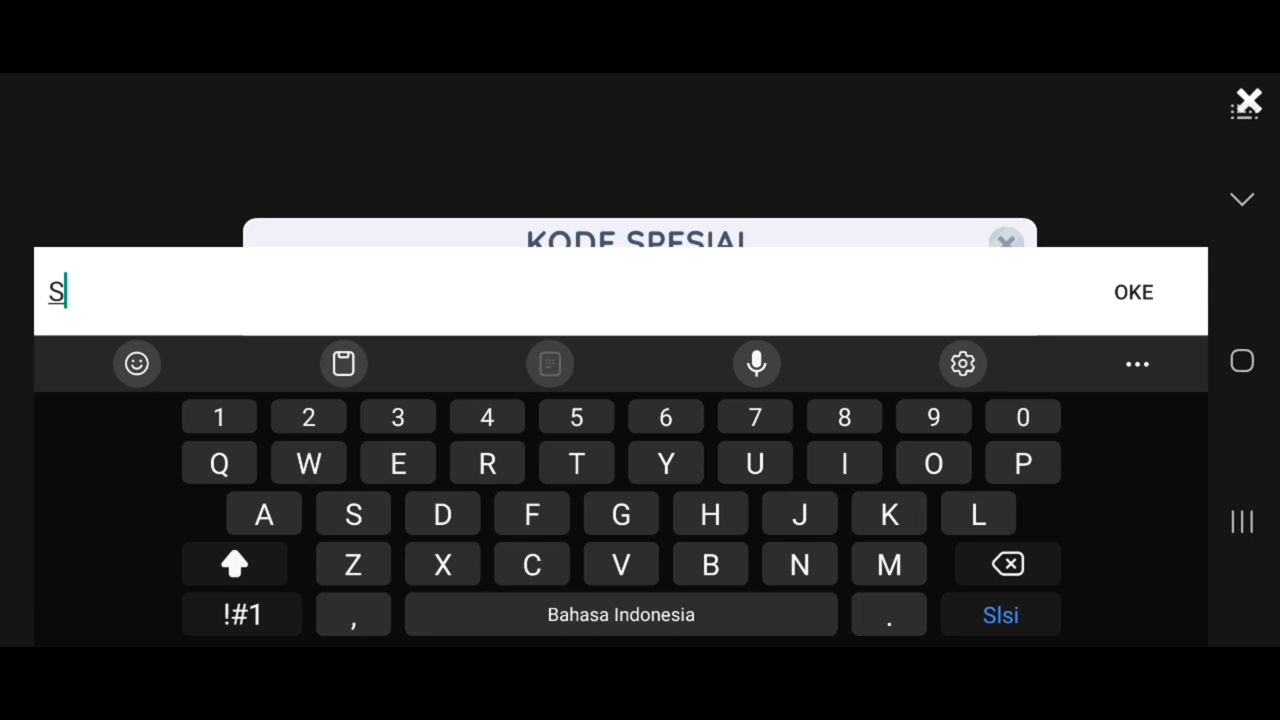 KODE SPESIAL
S
OKE
1 2 3 4 5 6 7 8 9 0
Q W E R T Y U I O P
A S D F G H J K L
Z X C V B N M
!#1 , Bahasa Indonesia . Slsi